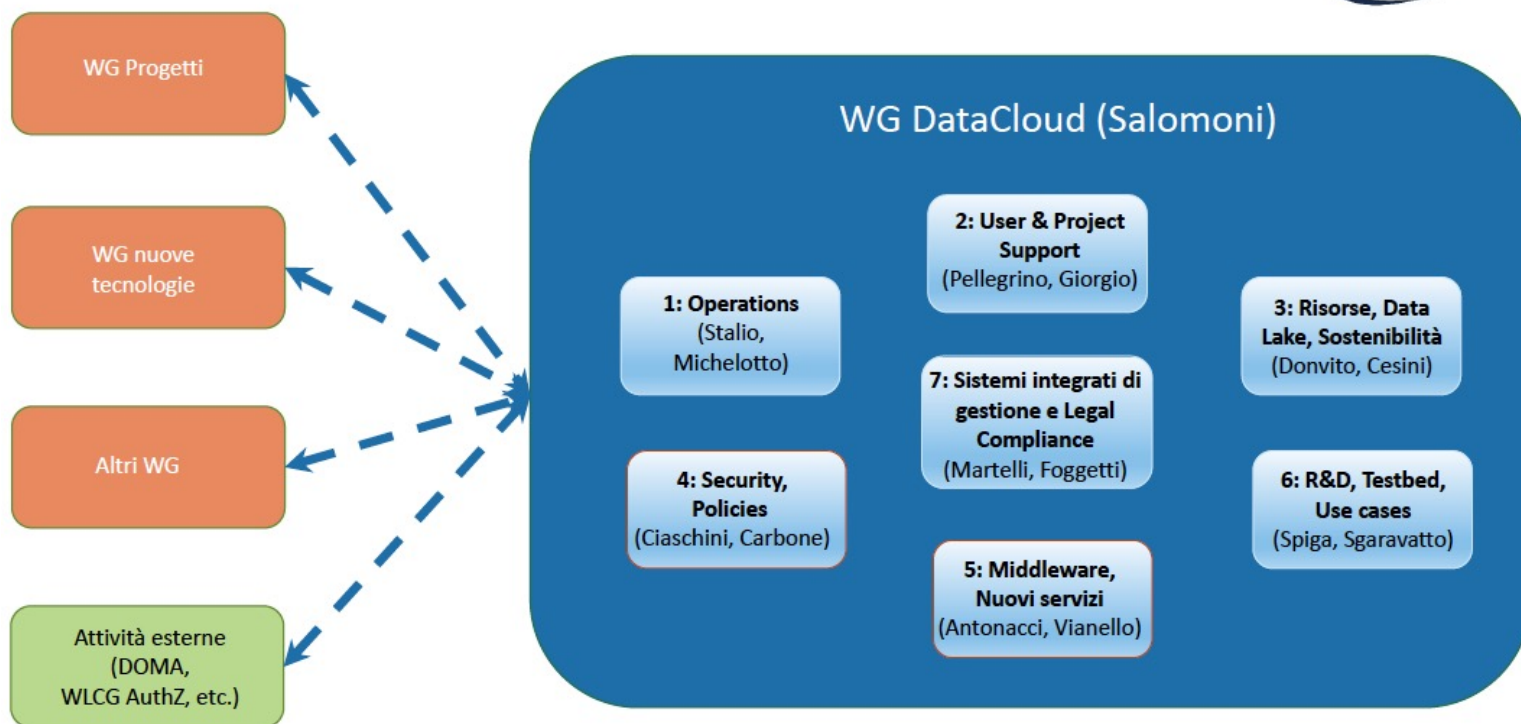 WG Progetti
WG nuove
tecnologie
Altri WG
Attività esterne
(DOMA,
WLCG AuthZ, etc.)
WG DataCloud (Salomoni)
1: Operations
(Stalio,
Michelotto)
2: User & Project
Support
(Pellegrino, Giorgio)
3: Risorse, Data
Lake, Sostenibilità
(Donvito, Cesini)
4: Security,
Policies
(Ciaschini, Carbone)
5: Middleware,
Nuovi servizi
(Antonacci, Vianello)
6: R&D, Testbed,
Use cases
(Spiga, Sgaravatto)
7: Sistemi integrati di
gestione e Legal
Compliance
(Martelli, Foggetti)